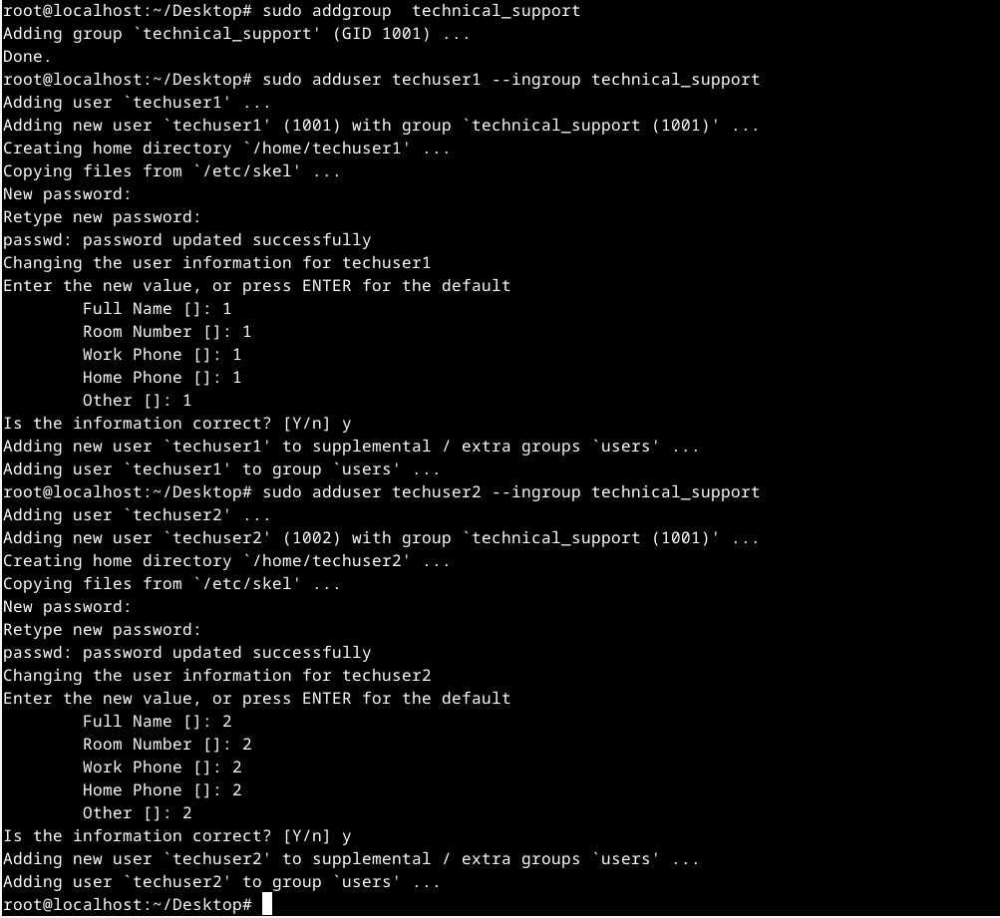 root@localhost:~/Desktop# sudo addgroup  technical_support
Adding group `technical_support' (GID 1001) ...
Done.
root@localhost:~/Desktop# sudo adduser techuser1 --ingroup technical_support
Adding user `techuser1' ...
Adding new user `techuser1' (1001) with group `technical_support (1001)' ...
Creating home directory `/home/techuser1' ...
Copying files from `/etc/skel' ...
New password:
Retype new password:
passwd: password updated successfully
Changing the user information for techuser1
Enter the new value, or press ENTER for the default
        Full Name []: 1
        Room Number []: 1
        Work Phone []: 1
        Home Phone []: 1
        Other []: 1
Is the information correct? [Y/n] y
Adding new user `techuser1' to supplemental / extra groups `users' ...
Adding user `techuser1' to group `users' ...
root@localhost:~/Desktop# sudo adduser techuser2 --ingroup technical_support
Adding user `techuser2' ...
Adding new user `techuser2' (1002) with group `technical_support (1001)' ...
Creating home directory `/home/techuser2' ...
Copying files from `/etc/skel' ...
New password:
Retype new password:
passwd: password updated successfully
Changing the user information for techuser2
Enter the new value, or press ENTER for the default
        Full Name []: 2
        Room Number []: 2
        Work Phone []: 2
        Home Phone []: 2
        Other []: 2
Is the information correct? [Y/n] y
Adding new user `techuser2' to supplemental / extra groups `users' ...
Adding user `techuser2' to group `users' ...
root@localhost:~/Desktop#